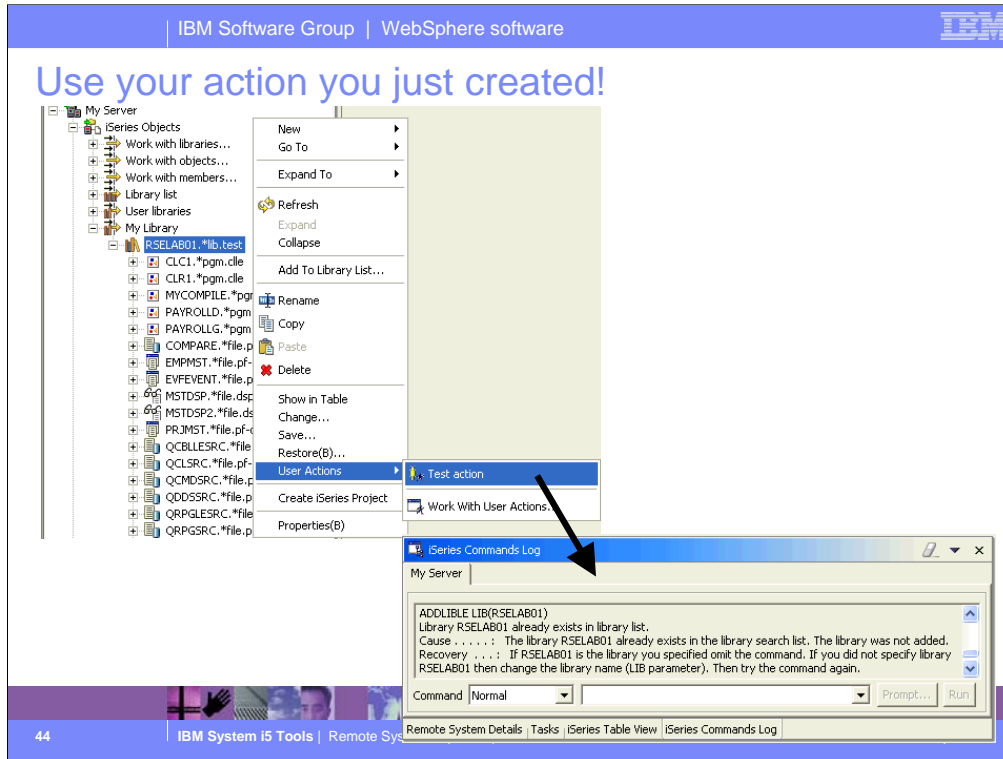 IBM Software Group | WebSphere software
IBM
Use your action you just created!
My Server
iSeries Objects
Work with libraries...
Work with objects...
Work with members...
Library list
User libraries
My Library
RSELAB01.*lib.test
CLC1.*pgm.clle
CLR1.*pgm.clle
MYCOMPILE.*pgr
PAYROLLD.*pgm
PAYROLLG.*pgm
COMPARE.*file.p
EMPMST.*file.pf-
EVFEVENT.*file.p
MSTDSP.*file.dsp
MSTDSP2.*file.ds
PRJMST.*file.pf-c
QCBLLESRC.*file
QCLSRC.*file.pf-
QCMDSRC.*file.p
QDDSSRC.*file.p
QRPGLESRC.*file
QRPGSRC.*file.p
New
Go To
Expand To
Refresh
Expand
Collapse
Add To Library List...
Rename
Copy
Paste
Delete
Show in Table
Change...
Save...
Restore(B)...
User Actions
Create iSeries Project
Properties(B)
Test action
Work With User Actions...
iSeries Commands Log
My Server
ADDLIBLE LIB(RSELAB01)
Library RSELAB01 already exists in library list.
Cause . . . . . : The library RSELAB01 already exists in the library search list. The library was not added.
Recovery . . . : If RSELAB01 is the library you specified omit the command. If you did not specify library
RSELAB01 then change the library name (LIB parameter). Then try the command again.
Command Normal Prompt... Run
Remote System Details Tasks iSeries Table View iSeries Commands Log
44 IBM System i5 Tools | Remote Sys